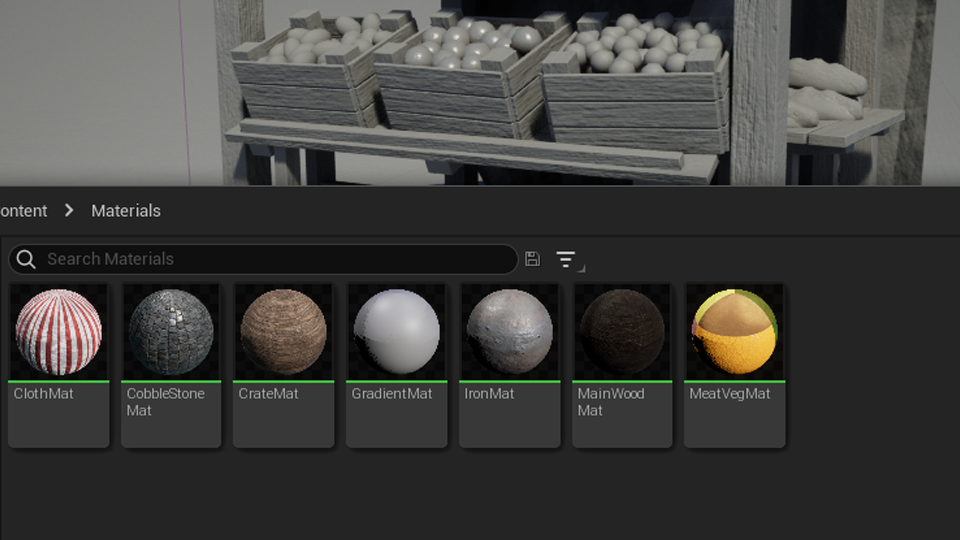 ontent > Materials
Search Materials
ClothMat
CobbleStone
Mat
CrateMat
GradientMat
IronMat
MainWood
Mat
MeatVegMat